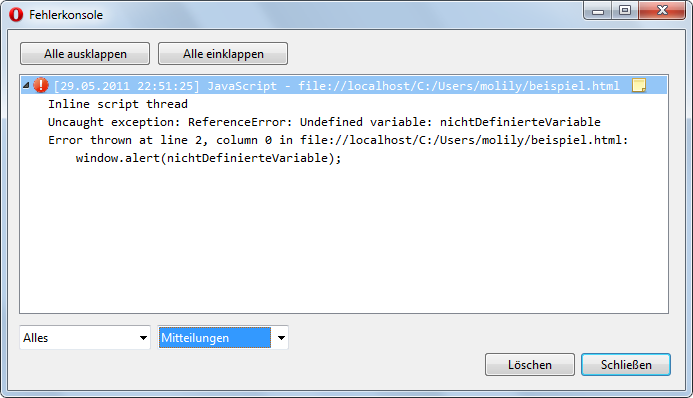 Fehlerkonsole
Alle ausklappen Alle einklappen
[29.05.2011 22:51:25] JavaScript - file://localhost/C:/Users/molily/beispiel.html
Inline script thread
Uncaught exception: ReferenceError: Undefined variable: nichtDefinierteVariable
Error thrown at line 2, column 0 in file://localhost/C:/Users/molily/beispiel.html:
    window.alert(nichtDefinierteVariable);
Alles Mitteilungen
Löschen Schließen